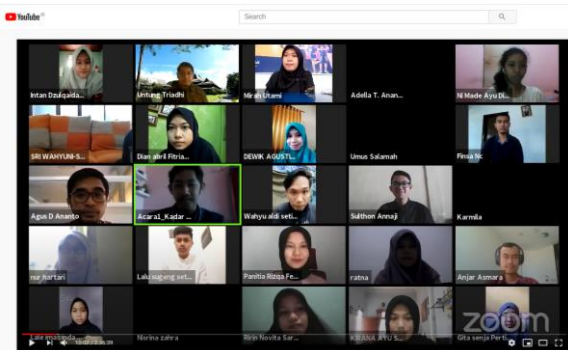 YouTube
Search
Intan Dzulqaida...
Untung Triadhi
Mirah Utami
Adella T. Anan...
Ni Made Ayu Di...
SRI WAHYUNI-S...
Dian abril Fitria...
DEWIK AGUSTI...
Umus Salamah
Finsa Nc
Agus D Ananto
Acara1_Kadar ...
Wahyu aldi seti...
Sulthon Annaji
Karmila
nur hartari
Lalu sugeng set...
Panitia Rizqa Fe...
ratna
Anjar Asmara
zoom
Nisrina zahra
Ririn Novita Sar...
KIRANA AYU S...
Gita senja Perti...